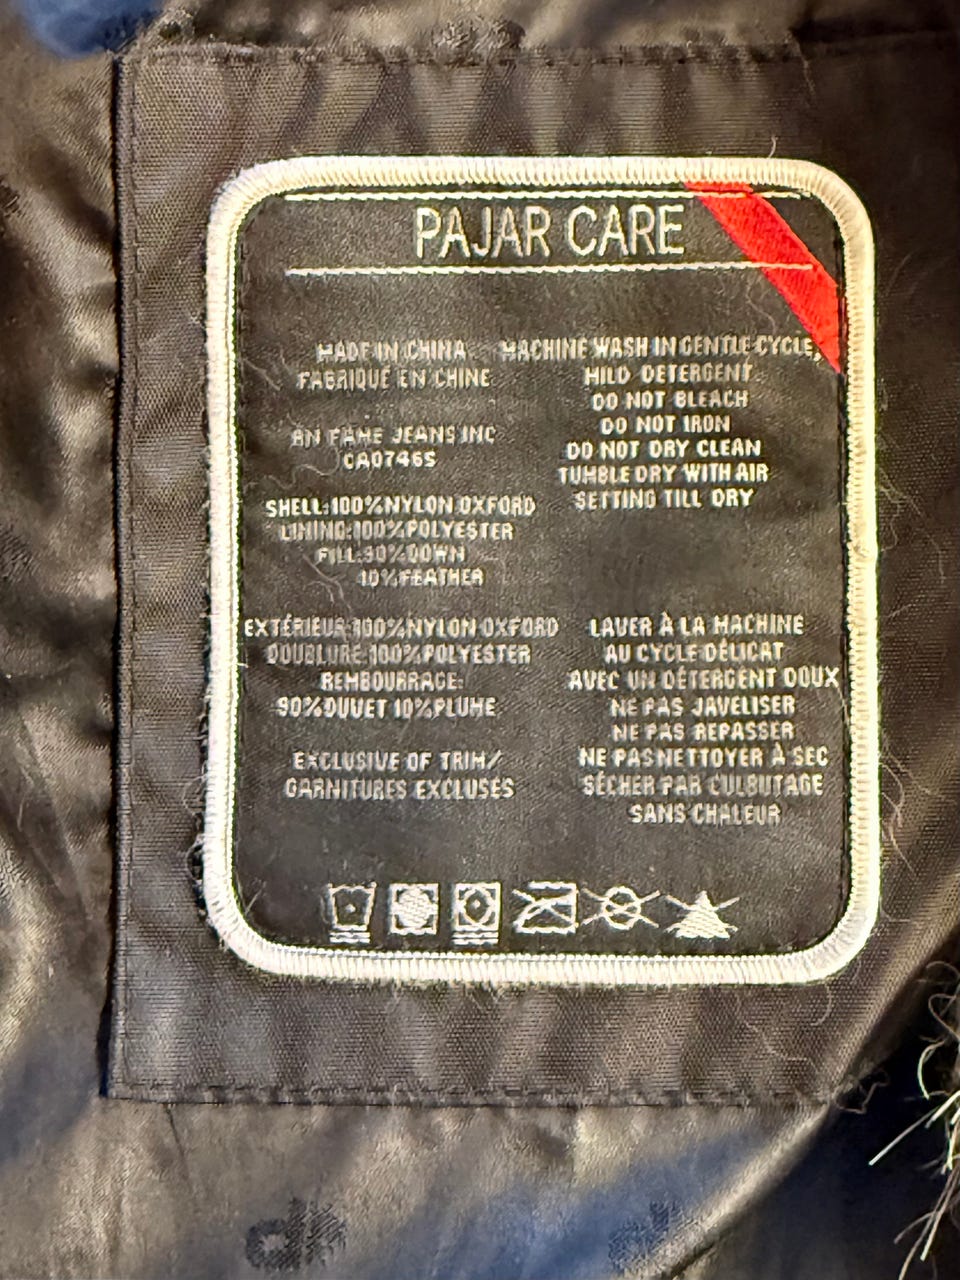 PAJAR CARE
MADE IN CHINA
FABRIQUÉ EN CHINE
JEANS INC
CA07465
SHELL:100%NYLON OXFORD
LINING:100%POLYESTER
FILL:90%DOWN
10%FEATHER
EXTÉRIEUR:100%NYLON OXFORD
DOUBLURE:100%POLYESTER
REMBOURRAGE:
90%DUVET 10%PLUME
EXCLUSIVE OF TRIM/
GARNITURES EXCLUSES
MACHINE WASH IN GENTLE CYCLE,
MILD DETERGENT
DO NOT BLEACH
DO NOT IRON
DO NOT DRY CLEAN
TUMBLE DRY WITH AIR
SETTING TILL DRY
LAVER À LA MACHINE
AU CYCLE DÉLICAT
AVEC UN DÉTERGENT DOUX
NE PAS JAVELISER
NE PAS REPASSER
NE PAS NETTOYER À SEC
SÉCHER PAR CULBUTAGE
SANS CHALEUR